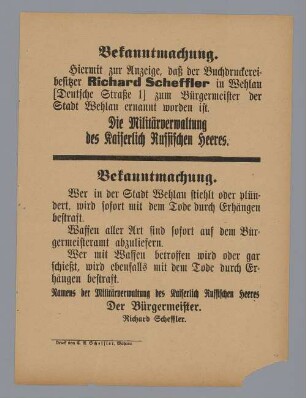 Bekanntmachung.
Hiermit zur Anzeige, daß der Buchdruckerei-
besitzer Richard Scheffler in Wehlau
[Deutsche Straße 1] zum Bürgermeister der
Stadt Wehlau ernannt worden ist.
Die Militärverwaltung
des Kaiserlich Russischen Heeres.
Bekanntmachung.
Wer in der Stadt Wehlau stiehlt oder plün-
dert, wird sofort mit dem Tode durch Erhängen
bestraft.
Waffen aller Art sind sofort auf dem Bür-
germeisteramt abzuliefern.
Wer mit Waffen betroffen wird oder gar
schießt, wird ebenfalls mit dem Tode durch Er-
hängen bestraft.
Namens der Militärverwaltung des Kaiserlich Russischen Heeres
Der Bürgermeister.
Richard Scheffler.
Druck von Scheffler, Wehlau